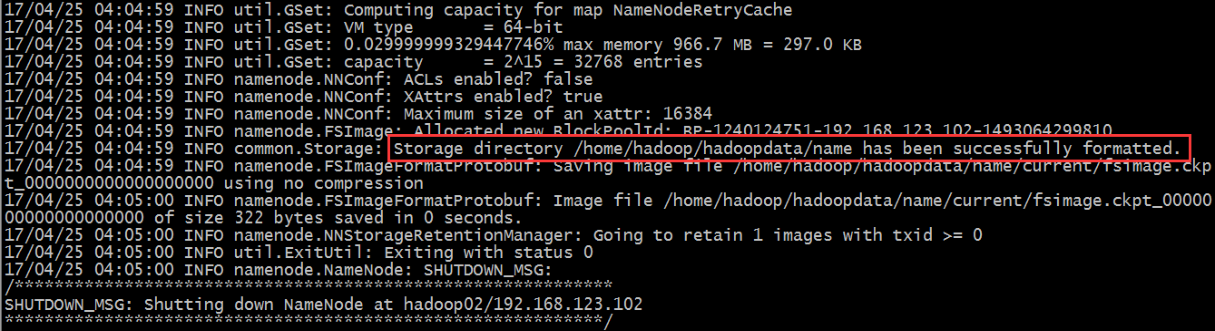 17/04/25 04:04:59 INFO util.GSet: Computing capacity for map NameNodeRetryCache
17/04/25 04:04:59 INFO util.GSet: VM type       = 64-bit
17/04/25 04:04:59 INFO util.GSet: 0.029999999329447746% max memory 966.7 MB = 297.0 KB
17/04/25 04:04:59 INFO util.GSet: capacity      = 2^15 = 32768 entries
17/04/25 04:04:59 INFO namenode.NNConf: ACLs enabled? false
17/04/25 04:04:59 INFO namenode.NNConf: XAttrs enabled? true
17/04/25 04:04:59 INFO namenode.NNConf: Maximum size of an xattr: 16384
17/04/25 04:04:59 INFO namenode.FSImage: Allocated new BlockPoolId: BP-1240124751-192.168.123.102-1493064299810
17/04/25 04:04:59 INFO common.Storage: Storage directory /home/hadoop/hadoopdata/name has been successfully formatted.
17/04/25 04:04:59 INFO namenode.FSImageFormatProtobuf: Saving image file /home/hadoop/hadoopdata/name/current/fsimage.ckp
t_0000000000000000000 using no compression
17/04/25 04:05:00 INFO namenode.FSImageFormatProtobuf: Image file /home/hadoop/hadoopdata/name/current/fsimage.ckpt_00000
00000000000000 of size 322 bytes saved in 0 seconds.
17/04/25 04:05:00 INFO namenode.NNStorageRetentionManager: Going to retain 1 images with txid >= 0
17/04/25 04:05:00 INFO util.ExitUtil: Exiting with status 0
17/04/25 04:05:00 INFO namenode.NameNode: SHUTDOWN_MSG:
/************************************************************
SHUTDOWN_MSG: Shutting down NameNode at hadoop02/192.168.123.102
************************************************************/